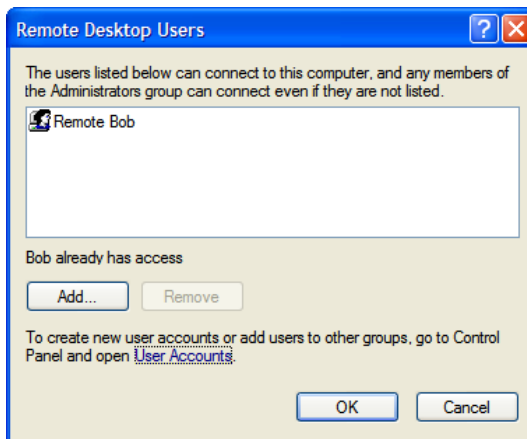 Remote Desktop Users
The users listed below can connect to this computer, and any members of
the Administrators group can connect even if they are not listed.
Remote Bob
Bob already has access
Add... Remove
To create new user accounts or add users to other groups, go to Control
Panel and open User Accounts.
OK Cancel